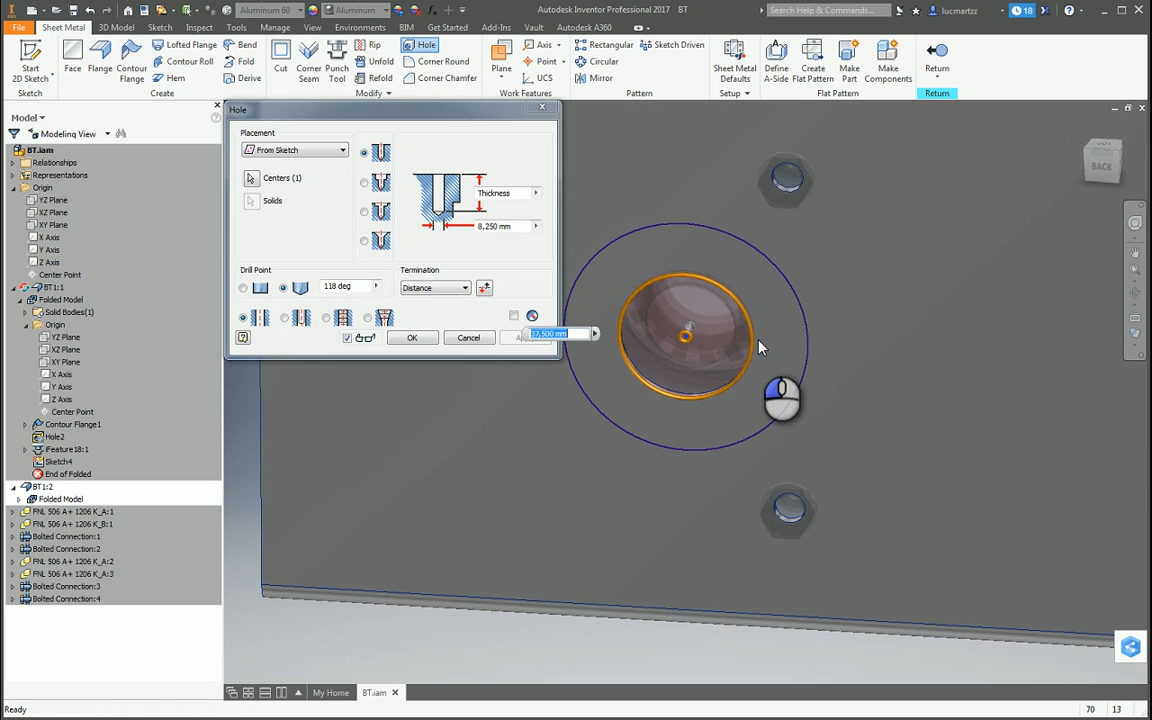 Aluminum 60
Aluminum
Autodesk Inventor Professional 2017 BT
Search Help & Commands...
lucmartzz
18
File
Sheet Metal
3D Model
Sketch
Inspect
Tools
Manage
View
Environments
BIM
Get Started
Add-Ins
Vault
Autodesk A360
Start
2D Sketch
Face
Flange
Contour
Flange
Lofted Flange
Contour Roll
Hem
Bend
Fold
Derive
Cut
Corner
Seam
Punch
Tool
Rip
Unfold
Refold
Hole
Corner Round
Corner Chamfer
Plane
Axis
Point
UCS
Rectangular
Circular
Mirror
Sketch Driven
Sheet Metal
Defaults
Define
A-Side
Create
Flat Pattern
Make
Part
Make
Components
Return
Sketch
Create
Modify
Work Features
Pattern
Setup
Flat Pattern
Return
Model
Modeling View
BT.iam
Relationships
Representations
Origin
YZ Plane
XZ Plane
XY Plane
X Axis
Y Axis
Z Axis
Center Point
BT1:1
Folded Model
Solid Bodies(1)
Origin
YZ Plane
XZ Plane
XY Plane
X Axis
Y Axis
Z Axis
Center Point
Contour Flange1
Hole2
iFeature18:1
Sketch4
End of Folded
BT1:2
Folded Model
FNL 506 A+ 1206 K_A:1
FNL 506 A+ 1206 K_B:1
Bolted Connection:1
Bolted Connection:2
FNL 506 A+ 1206 K_A:2
FNL 506 A+ 1206 K_A:3
Bolted Connection:3
Bolted Connection:4
Hole
Placement
From Sketch
Centers (1)
Solids
Thickness
8,250 mm
Drill Point
118 deg
Termination
Distance
37,500 mm
OK
Cancel
BACK
My Home
BT.iam
Ready
70 13